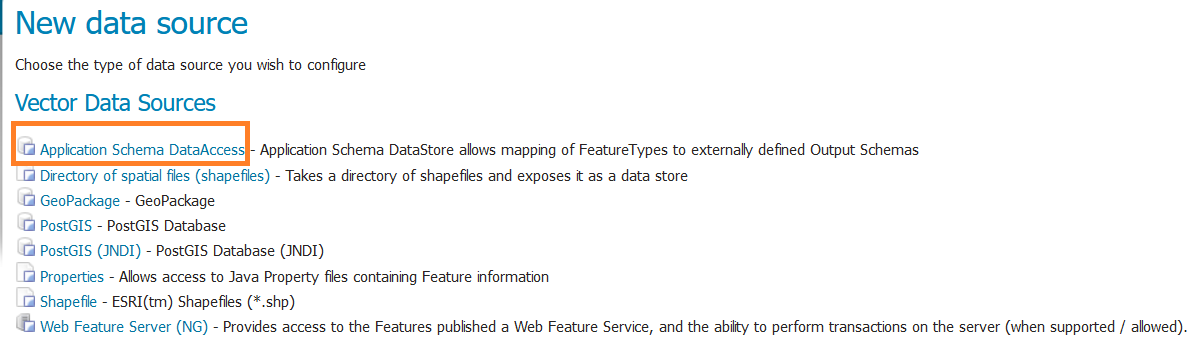 New data source
Choose the type of data source you wish to configure
Vector Data Sources
Application Schema DataAccess - Application Schema DataStore allows mapping of FeatureTypes to externally defined Output Schemas
Directory of spatial files (shapefiles) - Takes a directory of shapefiles and exposes it as a data store
GeoPackage - GeoPackage
PostGIS - PostGIS Database
PostGIS (JNDI) - PostGIS Database (JNDI)
Properties - Allows access to Java Property files containing Feature information
Shapefile - ESRI(tm) Shapefiles (*.shp)
Web Feature Server (NG) - Provides access to the Features published a Web Feature Service, and the ability to perform transactions on the server (when supported / allowed).